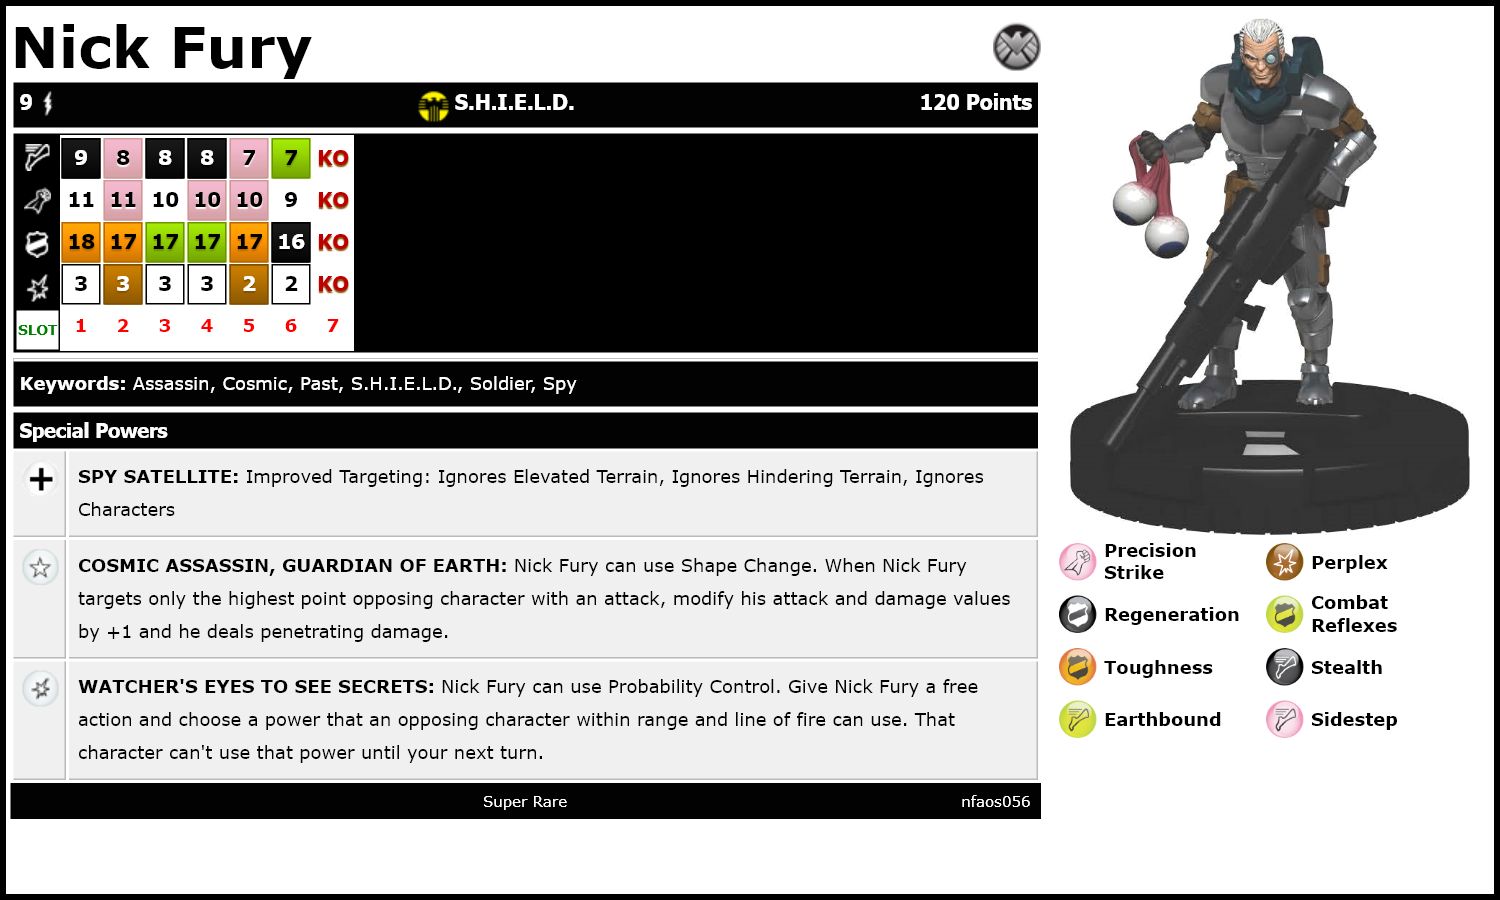 Nick Fury
9 S.H.I.E.L.D. 120 Points
9 8 8 8 7 7 KO
11 11 10 10 10 9 KO
18 17 17 17 17 16 KO
3 3 3 3 2 2 KO
SLOT 1 2 3 4 5 6 7
Keywords: Assassin, Cosmic, Past, S.H.I.E.L.D., Soldier, Spy
Special Powers
SPY SATELLITE: Improved Targeting: Ignores Elevated Terrain, Ignores Hindering Terrain, Ignores
Characters
COSMIC ASSASSIN, GUARDIAN OF EARTH: Nick Fury can use Shape Change. When Nick Fury
targets only the highest point opposing character with an attack, modify his attack and damage values
by +1 and he deals penetrating damage.
WATCHER'S EYES TO SEE SECRETS: Nick Fury can use Probability Control. Give Nick Fury a free
action and choose a power that an opposing character within range and line of fire can use. That
character can't use that power until your next turn.
Super Rare nfaos056
Precision
Strike
Perplex
Regeneration
Combat
Reflexes
Toughness
Stealth
Earthbound
Sidestep